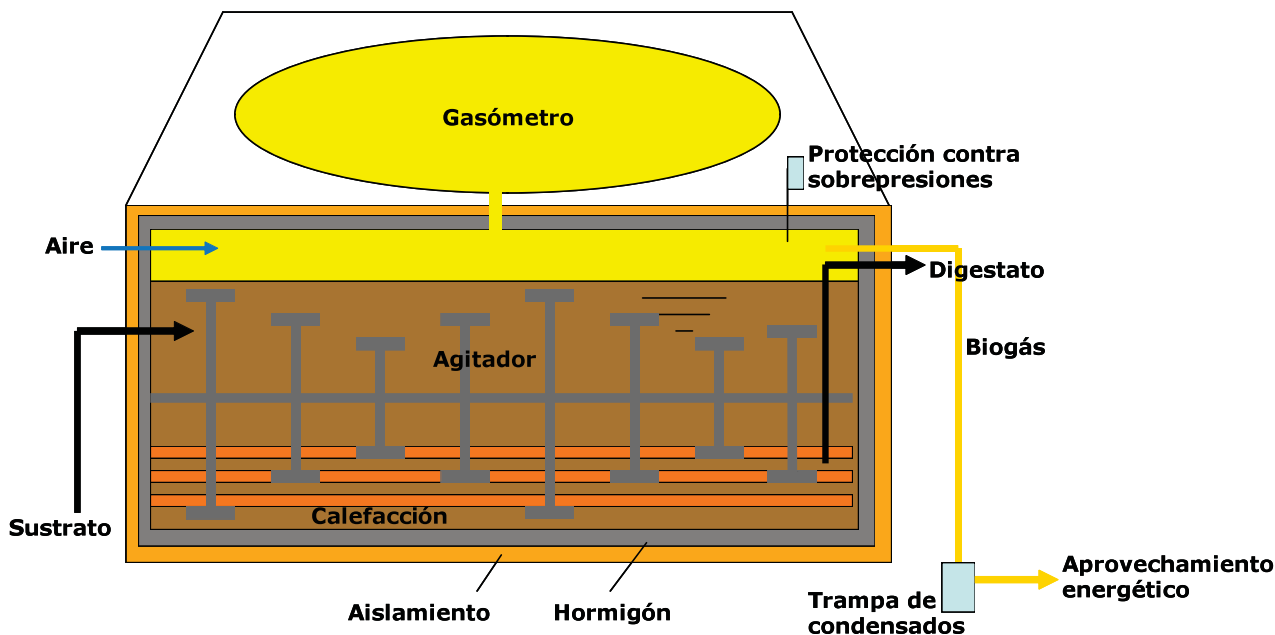 Gasómetro
Protección contra
sobrepresiones
Aire
Digestato
Biogás
Agitador
Sustrato
Calefacción
Aislamiento
Hormigón
Trampa de
condensados
Aprovechamiento
energético